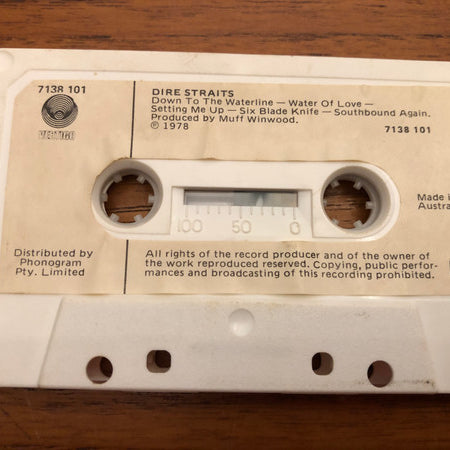 7138 101
VERTIGO
DIRE STRAITS
Down To The Waterline — Water Of Love —
Setting Me Up — Six Blade Knife — Southbound Again.
Produced by Muff Winwood.
℗ 1978
7138 101
100 50 0
Made i
Austra
Distributed by
Phonogram
Pty. Limited
All rights of the record producer and of the owner of
the work reproduced reserved. Copying, public perfor-
mances and broadcasting of this recording prohibited.